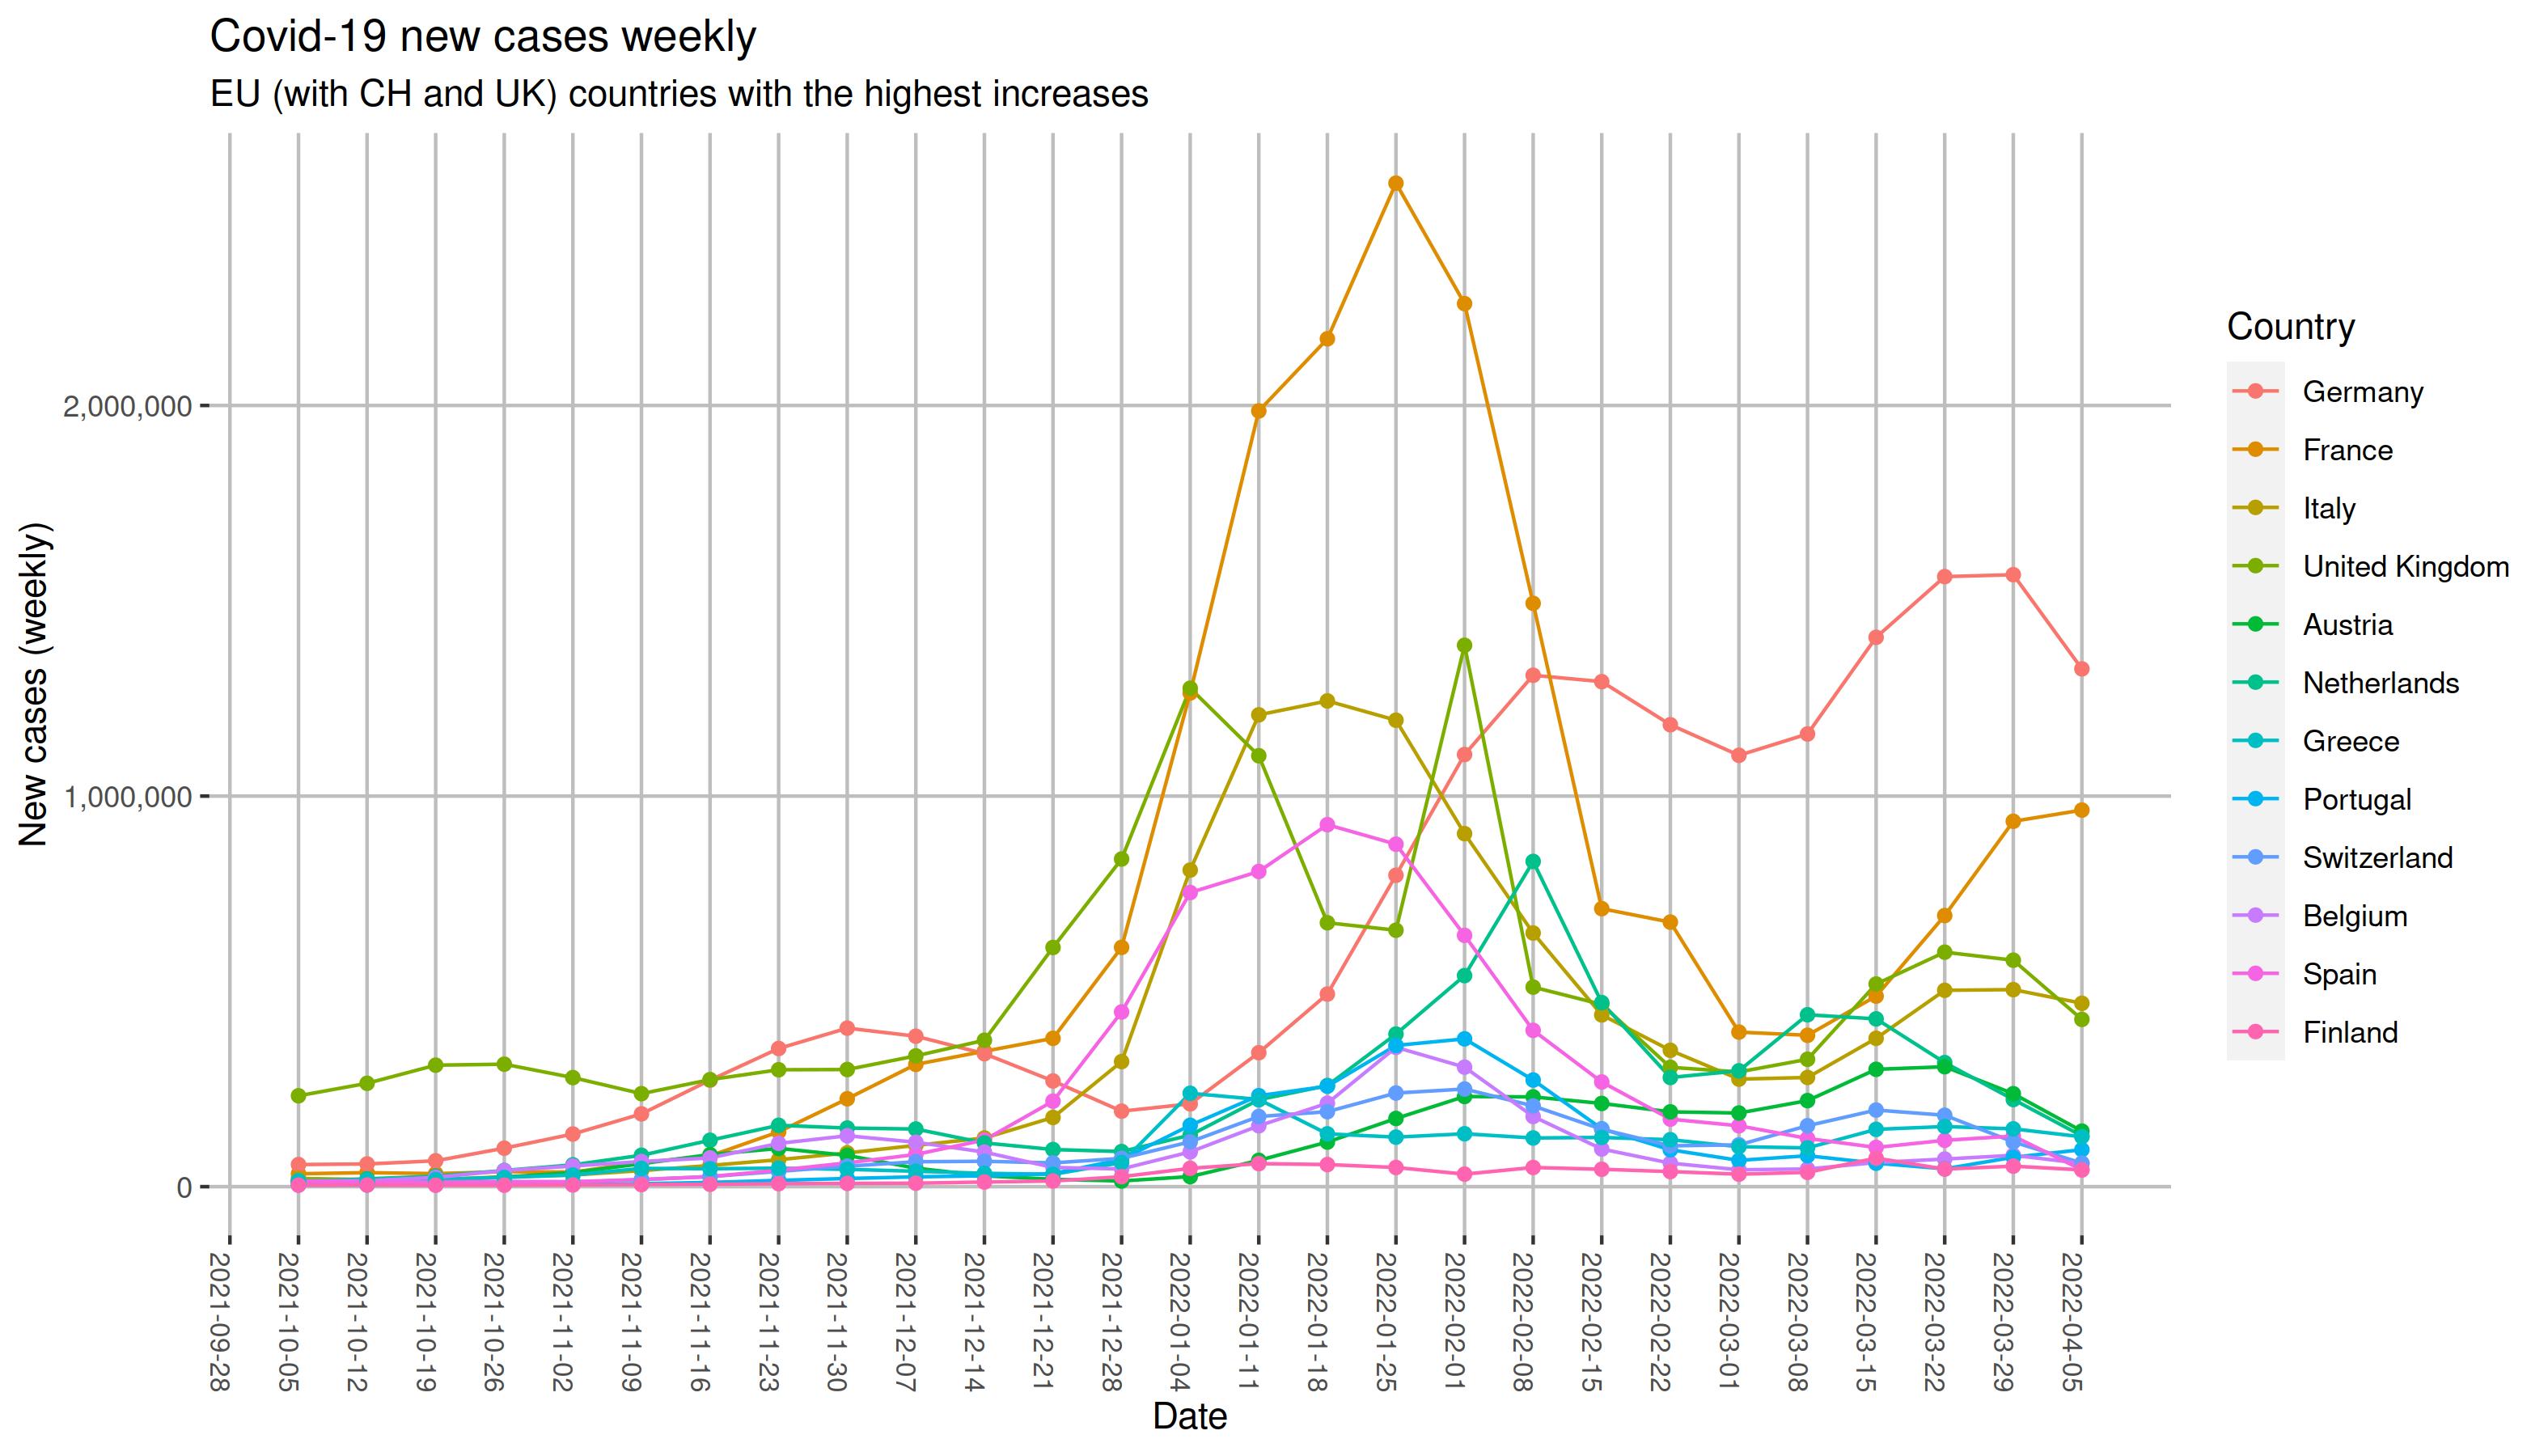 Covid-19 new cases weekly
EU (with CH and UK) countries with the highest increases
New cases (weekly)
2,000,000
1,000,000
0
2021-09-28
2021-10-05
2021-10-12
2021-10-19
2021-10-26
2021-11-02
2021-11-09
2021-11-16
2021-11-23
2021-11-30
2021-12-07
2021-12-14
2021-12-21
2021-12-28
2022-01-04
2022-01-11
2022-01-18
2022-01-25
2022-02-01
2022-02-08
2022-02-15
2022-02-22
2022-03-01
2022-03-08
2022-03-15
2022-03-22
2022-03-29
2022-04-05
Date
Country
Germany
France
Italy
United Kingdom
Austria
Netherlands
Greece
Portugal
Switzerland
Belgium
Spain
Finland